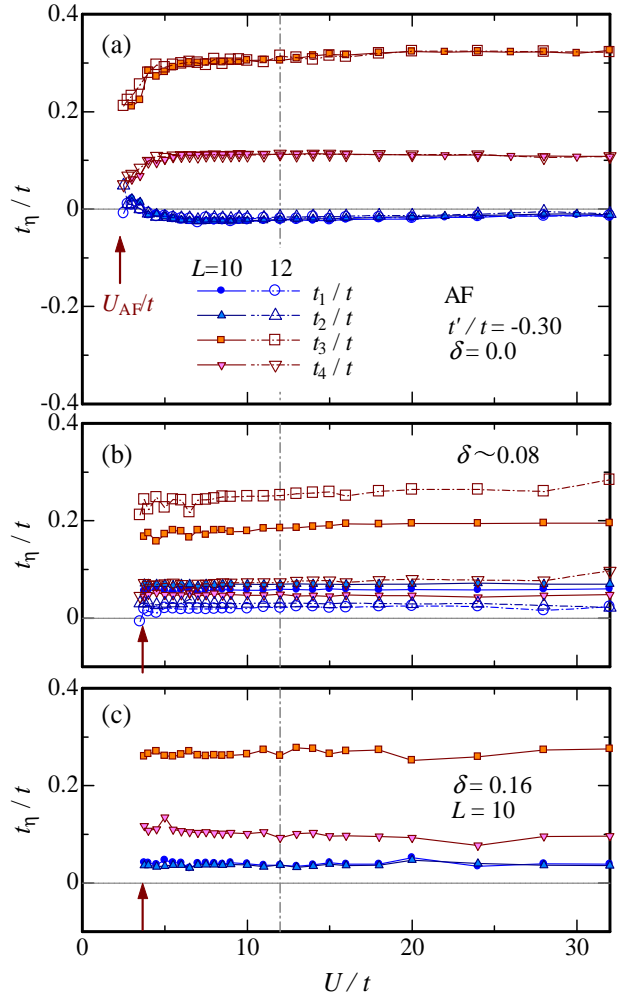 0.4
(a)
0.2
0
-0.2
-0.4
t_η / t
U_AF/t
L=10 12
t_1 / t
t_2 / t
t_3 / t
t_4 / t
AF
t' / t = -0.30
δ = 0.0
0.4
(b)
δ～0.08
0.2
0
t_η / t
0.4
(c)
δ = 0.16
L = 10
0.2
0
t_η / t
0 10 20 30
U / t